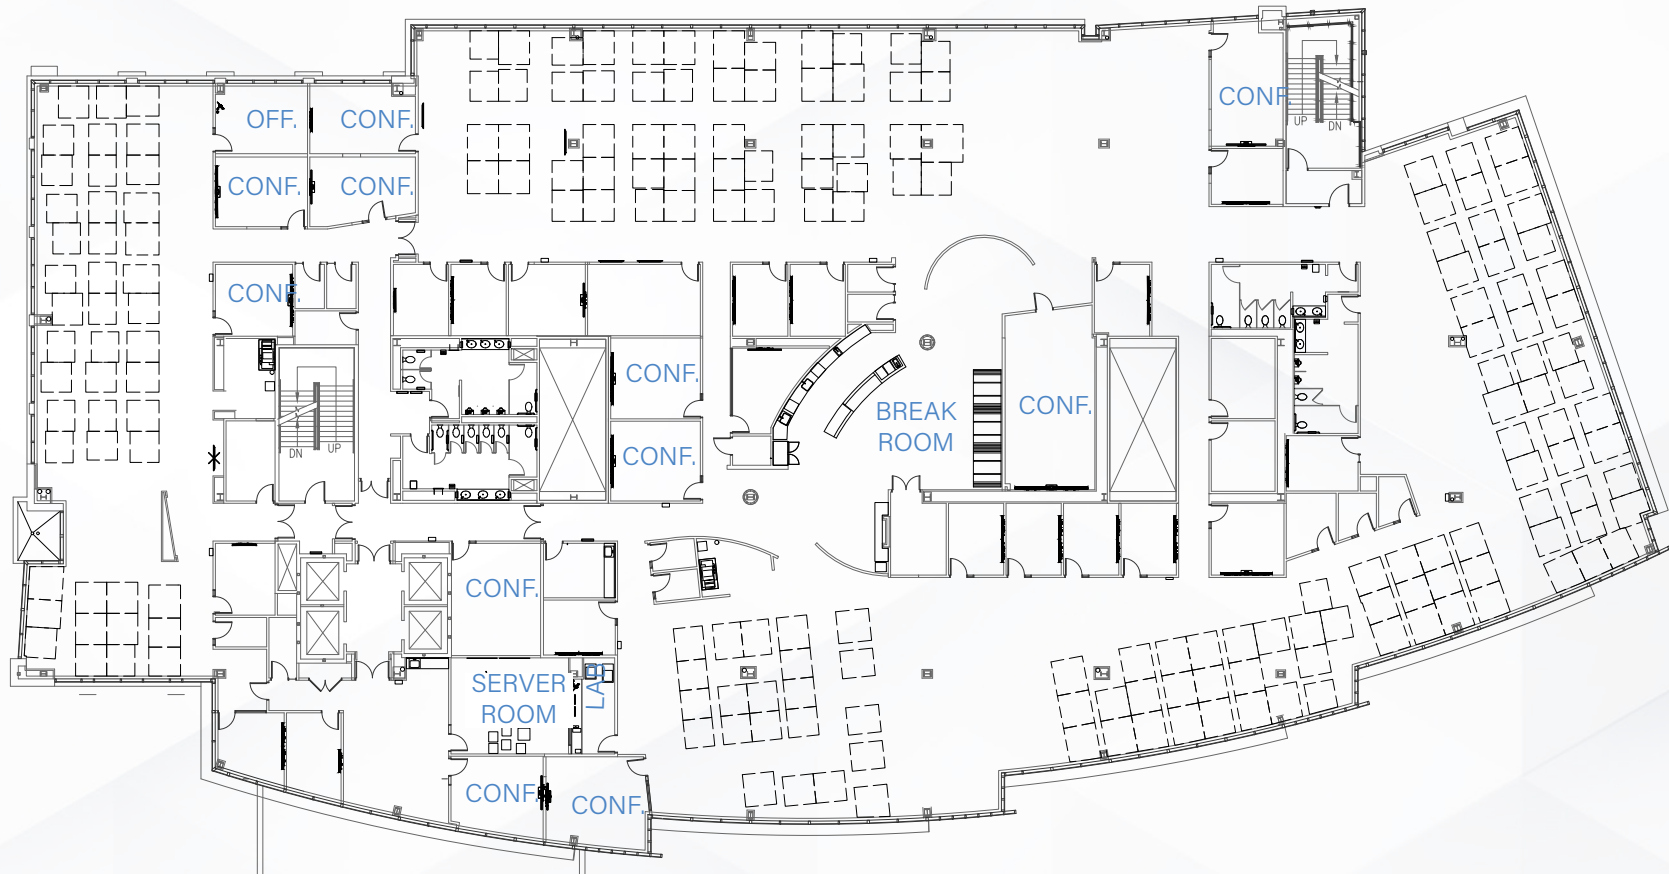 CONF.
UP
DN
OFF.
CONF.
CONF.
CONF.
CONF.
CONF.
BREAK
ROOM
CONF.
CONF.
DN
UP
CONF.
SERVER
ROOM
LAB
CONF.
CONF.